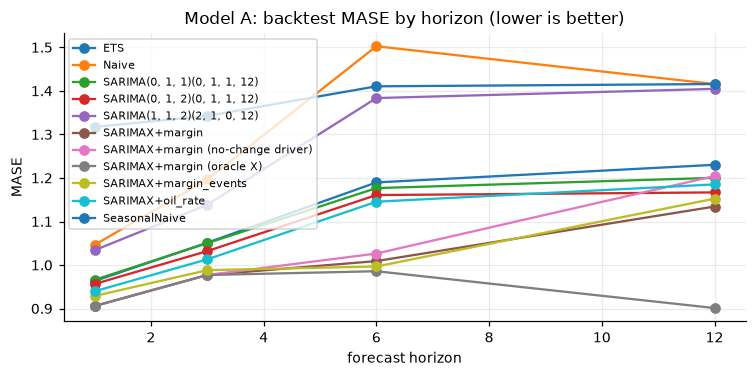 Model A: backtest MASE by horizon (lower is better)
1.5
1.4
1.3
1.2
1.1
1.0
0.9
MASE
ETS
Naive
SARIMA(0, 1, 1)(0, 1, 1, 12)
SARIMA(0, 1, 2)(0, 1, 1, 12)
SARIMA(1, 1, 2)(2, 1, 0, 12)
SARIMAX+margin
SARIMAX+margin (no-change driver)
SARIMAX+margin (oracle X)
SARIMAX+margin_events
SARIMAX+oil_rate
SeasonalNaive
2
4
6
8
10
12
forecast horizon